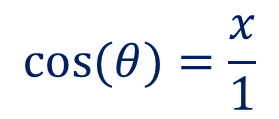 cos(θ) = x/1